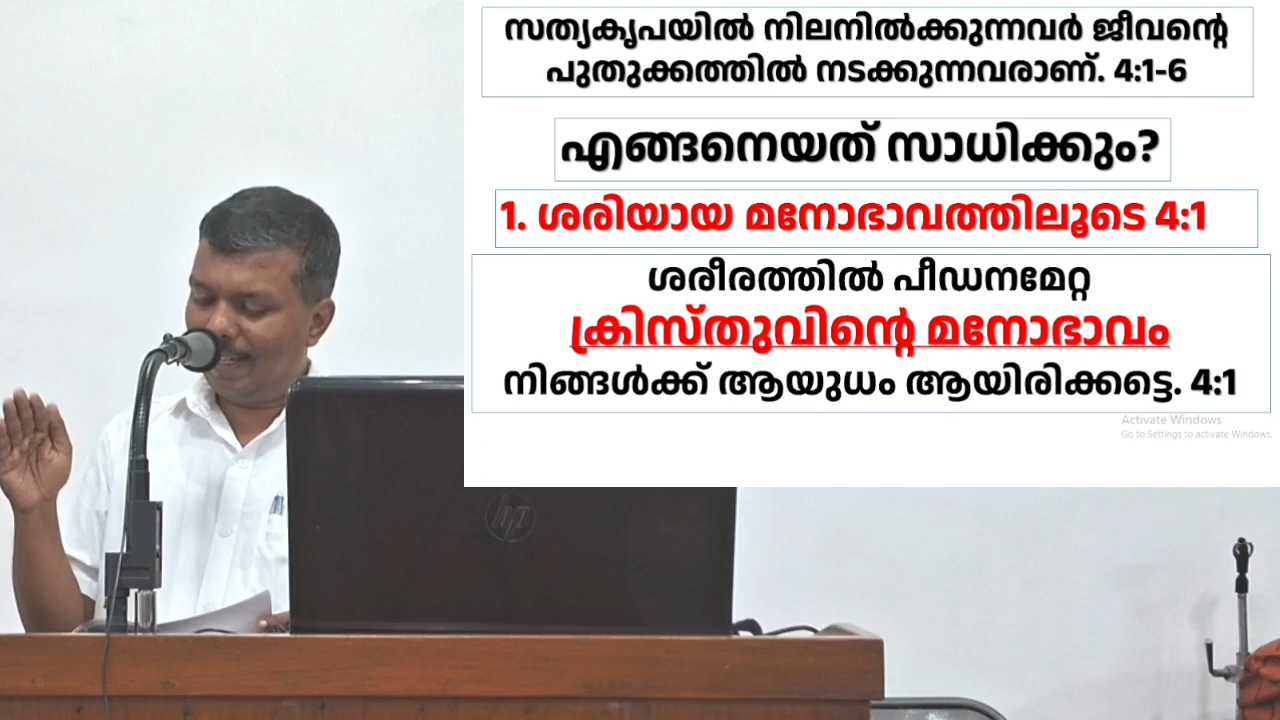 സത്യകൃപയിൽ നിലനിൽക്കുന്നവർ ജീവന്റെ
പുതുക്കത്തിൽ നടക്കുന്നവരാണ്. 4:1-6
എങ്ങനെയത് സാധിക്കും?
1. ശരിയായ മനോഭാവത്തിലൂടെ 4:1
ശരീരത്തിൽ പീഡനമേറ്റ
ക്രിസ്തുവിന്റെ മനോഭാവം
നിങ്ങൾക്ക് ആയുധം ആയിരിക്കട്ടെ. 4:1
Activate Windows
Go to Settings to activate Windows.
hp